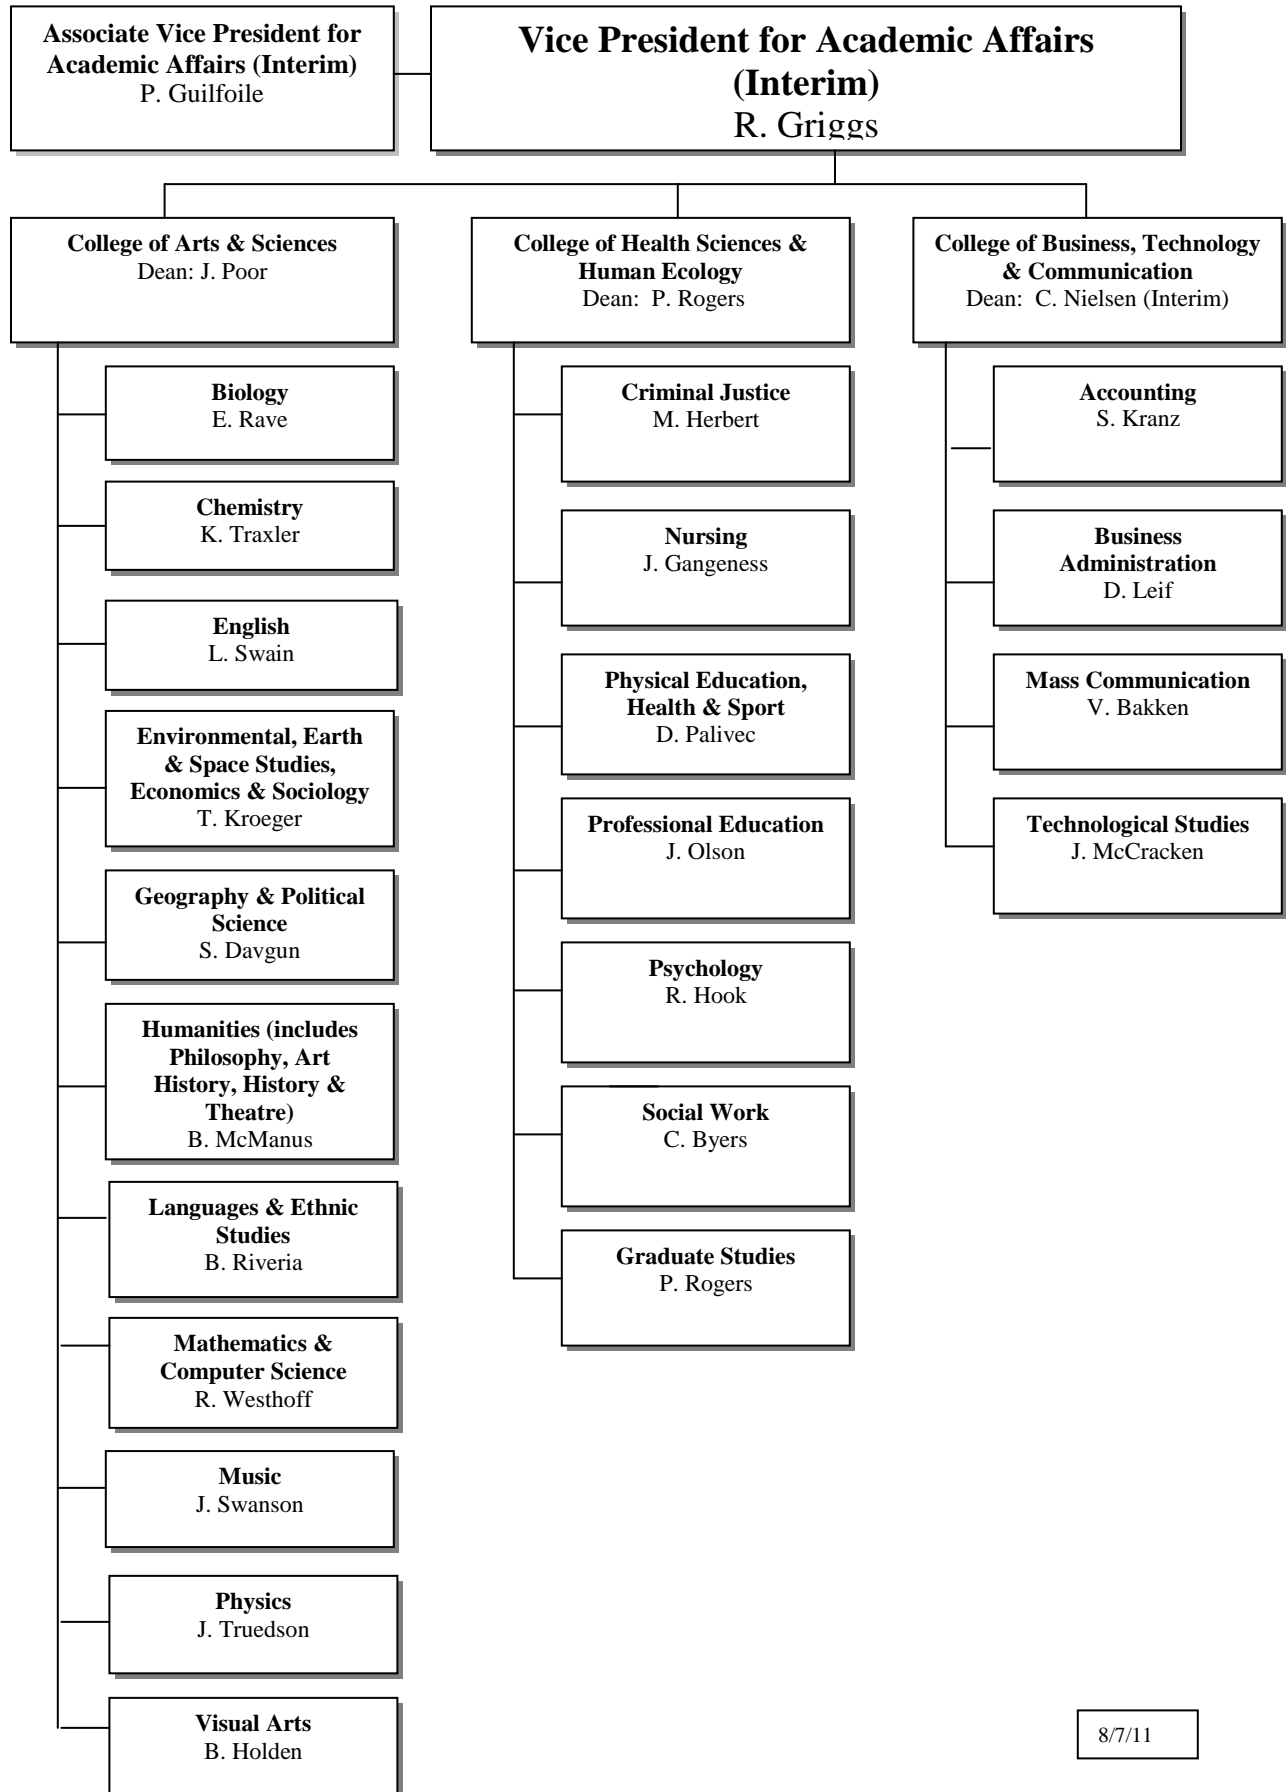 Associate Vice President for
Academic Affairs (Interim)
P. Guilfoile
Vice President for Academic Affairs
(Interim)
R. Griggs
College of Arts & Sciences
Dean: J. Poor
College of Health Sciences &
Human Ecology
Dean: P. Rogers
College of Business, Technology
& Communication
Dean: C. Nielsen (Interim)
Biology
E. Rave
Chemistry
K. Traxler
English
L. Swain
Environmental, Earth
& Space Studies,
Economics & Sociology
T. Kroeger
Geography & Political
Science
S. Davgun
Humanities (includes
Philosophy, Art
History, History &
Theatre)
B. McManus
Languages & Ethnic
Studies
B. Riveria
Mathematics &
Computer Science
R. Westhoff
Music
J. Swanson
Physics
J. Truedson
Visual Arts
B. Holden
Criminal Justice
M. Herbert
Nursing
J. Gangeness
Physical Education,
Health & Sport
D. Palivec
Professional Education
J. Olson
Psychology
R. Hook
Social Work
C. Byers
Graduate Studies
P. Rogers
Accounting
S. Kranz
Business
Administration
D. Leif
Mass Communication
V. Bakken
Technological Studies
J. McCracken
8/7/11